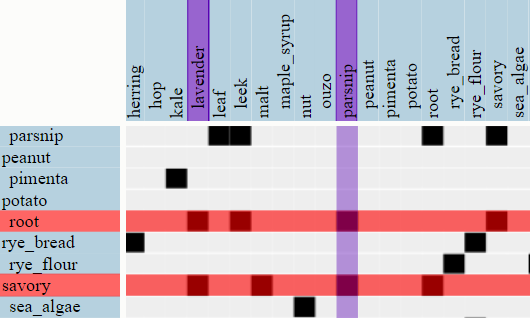 herring
hop
kale
lavender
leaf
leek
malt
maple_syrup
nut
ouzo
parsnip
peanut
pimenta
potato
root
rye_bread
rye_flour
savory
sea_algae
parsnip
peanut
pimenta
potato
root
rye_bread
rye_flour
savory
sea_algae